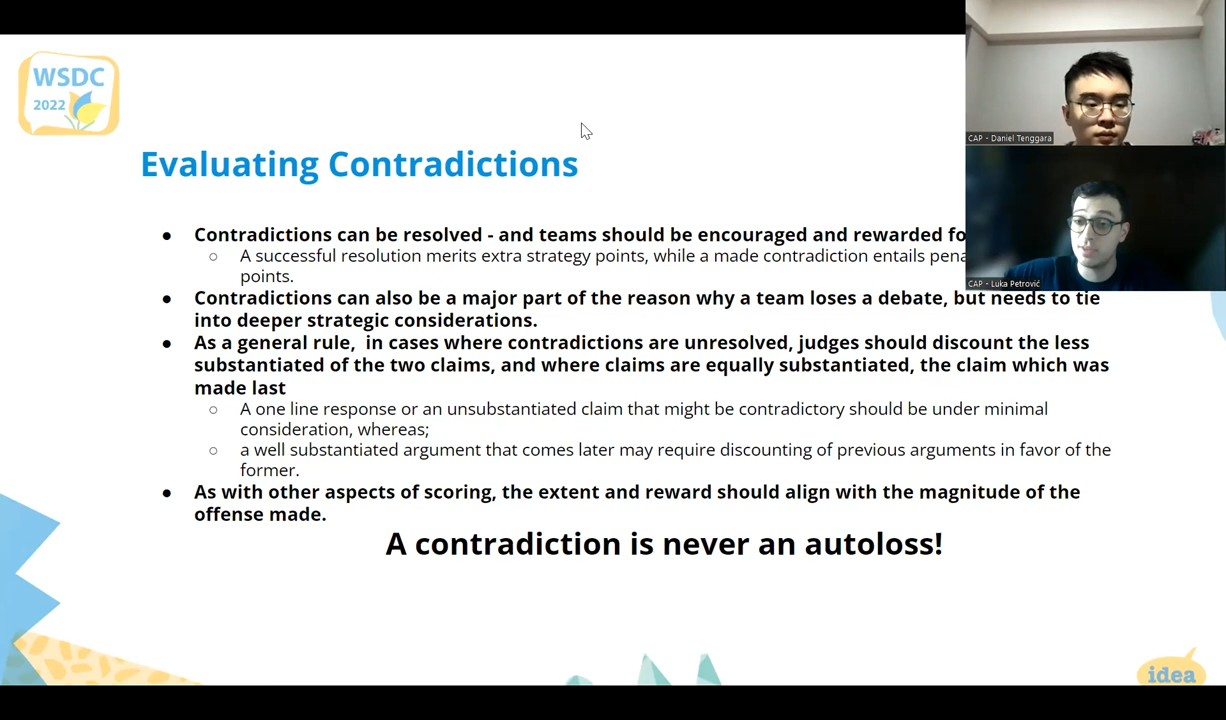 WSDC
2022
Evaluating Contradictions
● Contradictions can be resolved - and teams should be encouraged and rewarded fo
○ A successful resolution merits extra strategy points, while a made contradiction entails pena
points.
● Contradictions can also be a major part of the reason why a team loses a debate, but needs to tie
into deeper strategic considerations.
● As a general rule, in cases where contradictions are unresolved, judges should discount the less
substantiated of the two claims, and where claims are equally substantiated, the claim which was
made last
○ A one line response or an unsubstantiated claim that might be contradictory should be under minimal
consideration, whereas;
○ a well substantiated argument that comes later may require discounting of previous arguments in favor of the
former.
● As with other aspects of scoring, the extent and reward should align with the magnitude of the
offense made.
A contradiction is never an autoloss!
CAP - Daniel Tenggara
CAP - Luka Petrović
idea